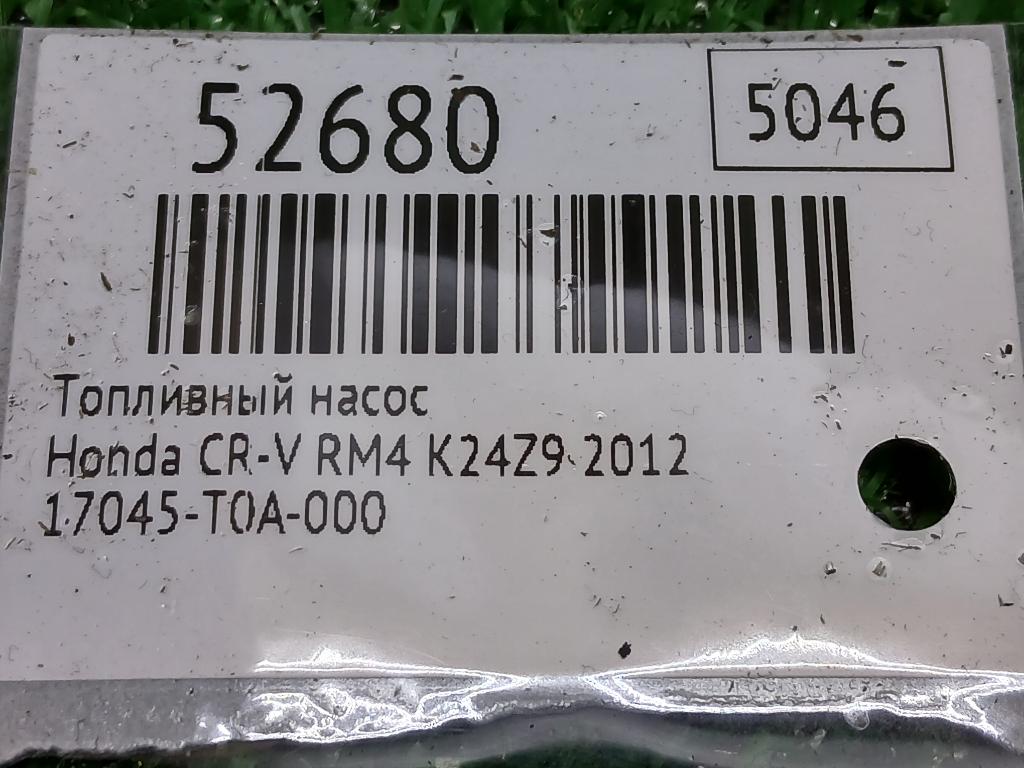 52680
5046
Топливный насос
Honda CR-V RM4 K24Z9 2012
17045-T0A-000